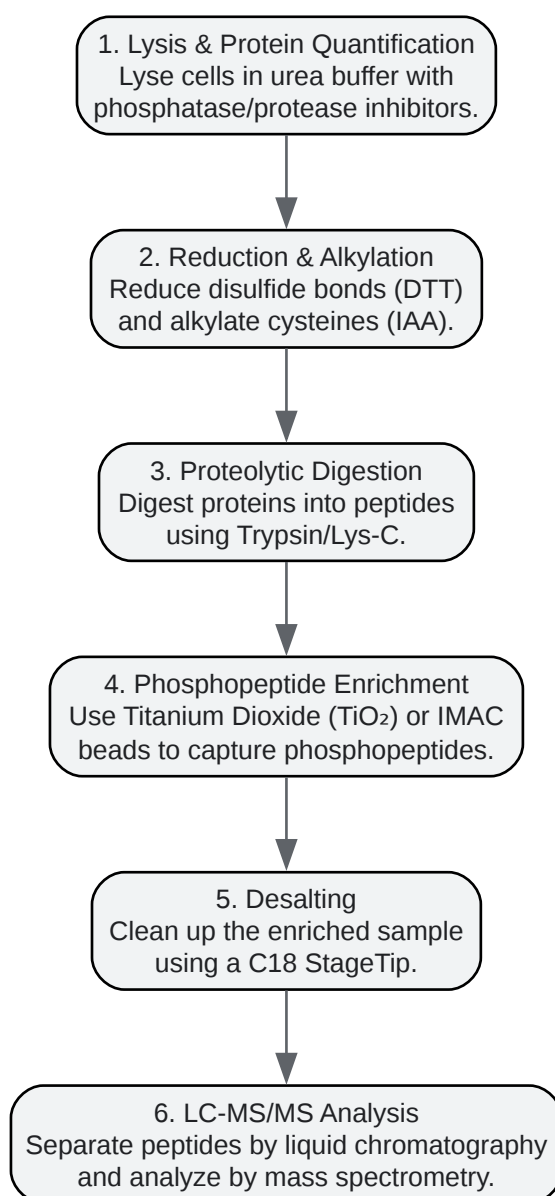 1. Lysis & Protein Quantification
Lyse cells in urea buffer with
phosphatase/protease inhibitors.
2. Reduction & Alkylation
Reduce disulfide bonds (DTT)
and alkylate cysteines (IAA).
3. Proteolytic Digestion
Digest proteins into peptides
using Trypsin/Lys-C.
4. Phosphopeptide Enrichment
Use Titanium Dioxide (TiO₂) or IMAC
beads to capture phosphopeptides.
5. Desalting
Clean up the enriched sample
using a C18 StageTip.
6. LC-MS/MS Analysis
Separate peptides by liquid chromatography
and analyze by mass spectrometry.